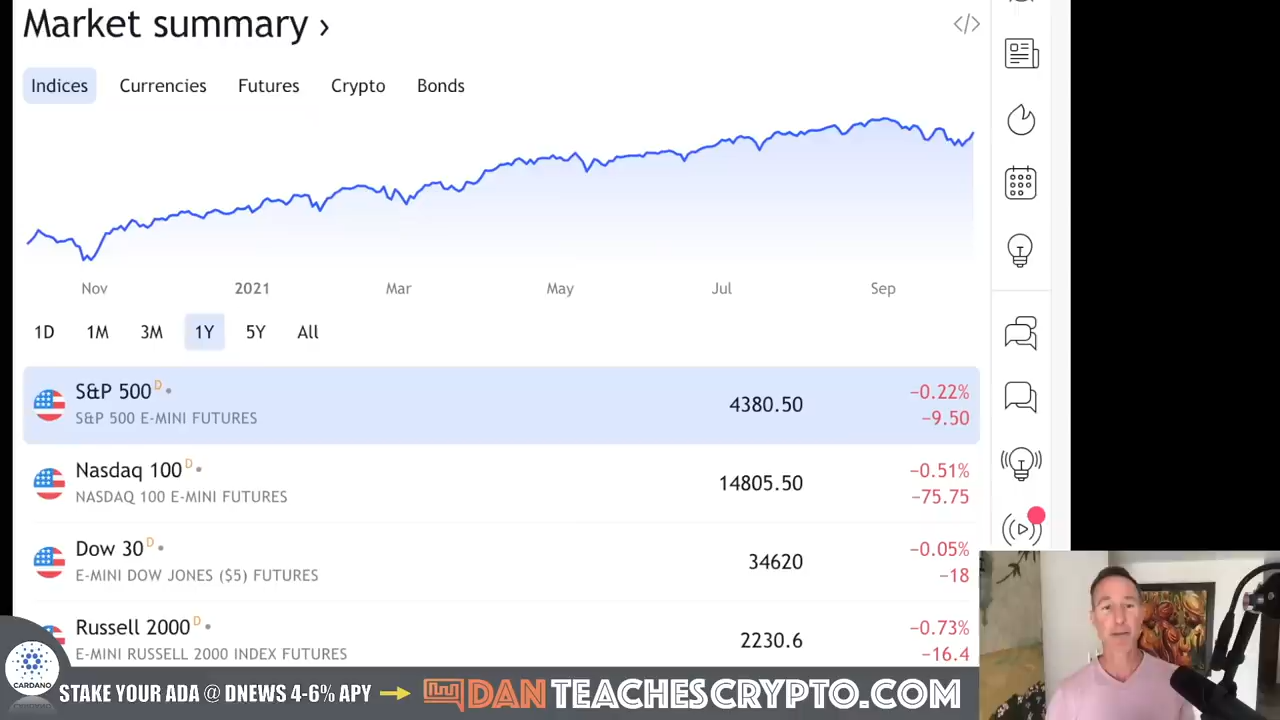 Market summary ›
Indices Currencies Futures Crypto Bonds
Nov 2021 Mar May Jul Sep
1D 1M 3M 1Y 5Y All
S&P 500 D
4380.50 −0.22%
S&P 500 E-MINI FUTURES
−9.50
Nasdaq 100 D
14805.50 −0.51%
NASDAQ 100 E-MINI FUTURES
−75.75
Dow 30 D
34620 −0.05%
E-MINI DOW JONES ($5) FUTURES
−18
Russell 2000 D
2230.6 −0.73%
E-MINI RUSSELL 2000 INDEX FUTURES
−16.4
CARDANO
STAKE YOUR ADA @ DNEWS 4-6% APY
DANTEACHESCRYPTO.COM